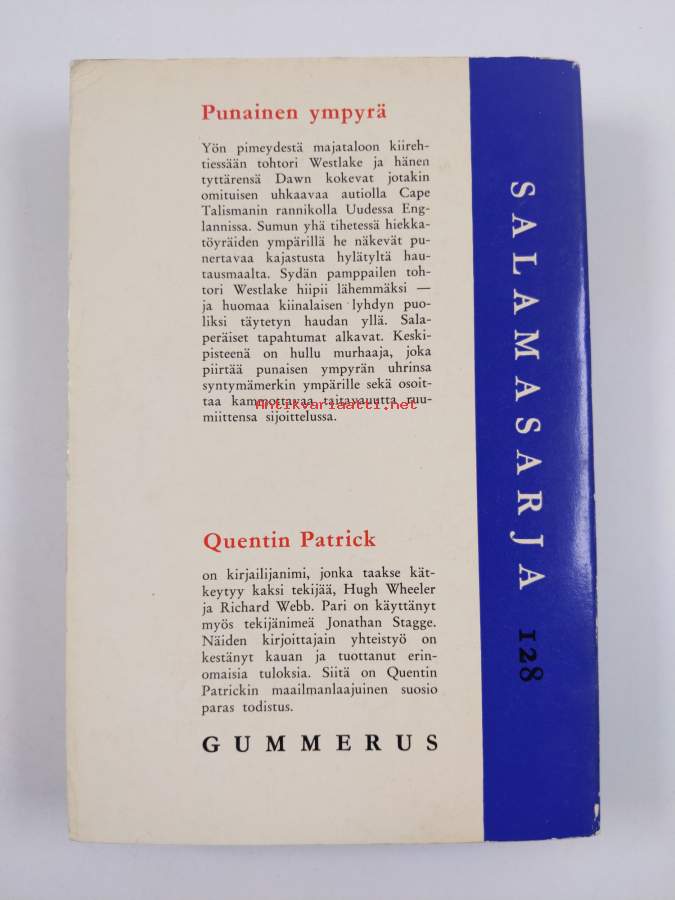 Punainen ympyrä
Yön pimeydestä majataloon kiireh-
tiessään tohtori Westlake ja hänen
tyttärensä Dawn kokevat jotakin
omituisen uhkaavaa autiolla Cape
Talismanin rannikolla Uudessa Eng-
lannissa. Sumun yhä tihetessä hiekka-
töyräiden ympärillä he näkevät pu-
nertavaa kajastusta hylätyltä hau-
tausmaalta. Sydän pamppaillen toh-
tori Westlake hiipii lähemmäksi —
ja huomaa kiinalaisen lyhdyn puo-
liksi täytetyn haudan yllä. Sala-
peräiset tapahtumat alkavat. Keski-
pisteenä on hullu murhaaja, joka
piirtää punaisen ympyrän uhrinsa
syntymämerkin ympärille sekä osoit-
taa kammottavaa taitavuutta ruu-
Antikvariaatti.net
miittensa sijoittelussa.
Quentin Patrick
on kirjailijanimi, jonka taakse kät-
keytyy kaksi tekijää, Hugh Wheeler
ja Richard Webb. Pari on käyttänyt
myös tekijänimeä Jonathan Stagge.
Näiden kirjoittajain yhteistyö on
kestänyt kauan ja tuottanut erin-
omaisia tuloksia. Siitä on Quentin
Patrickin maailmanlaajuinen suosio
paras todistus.
GUMMERUS
SALAMASARJA 128